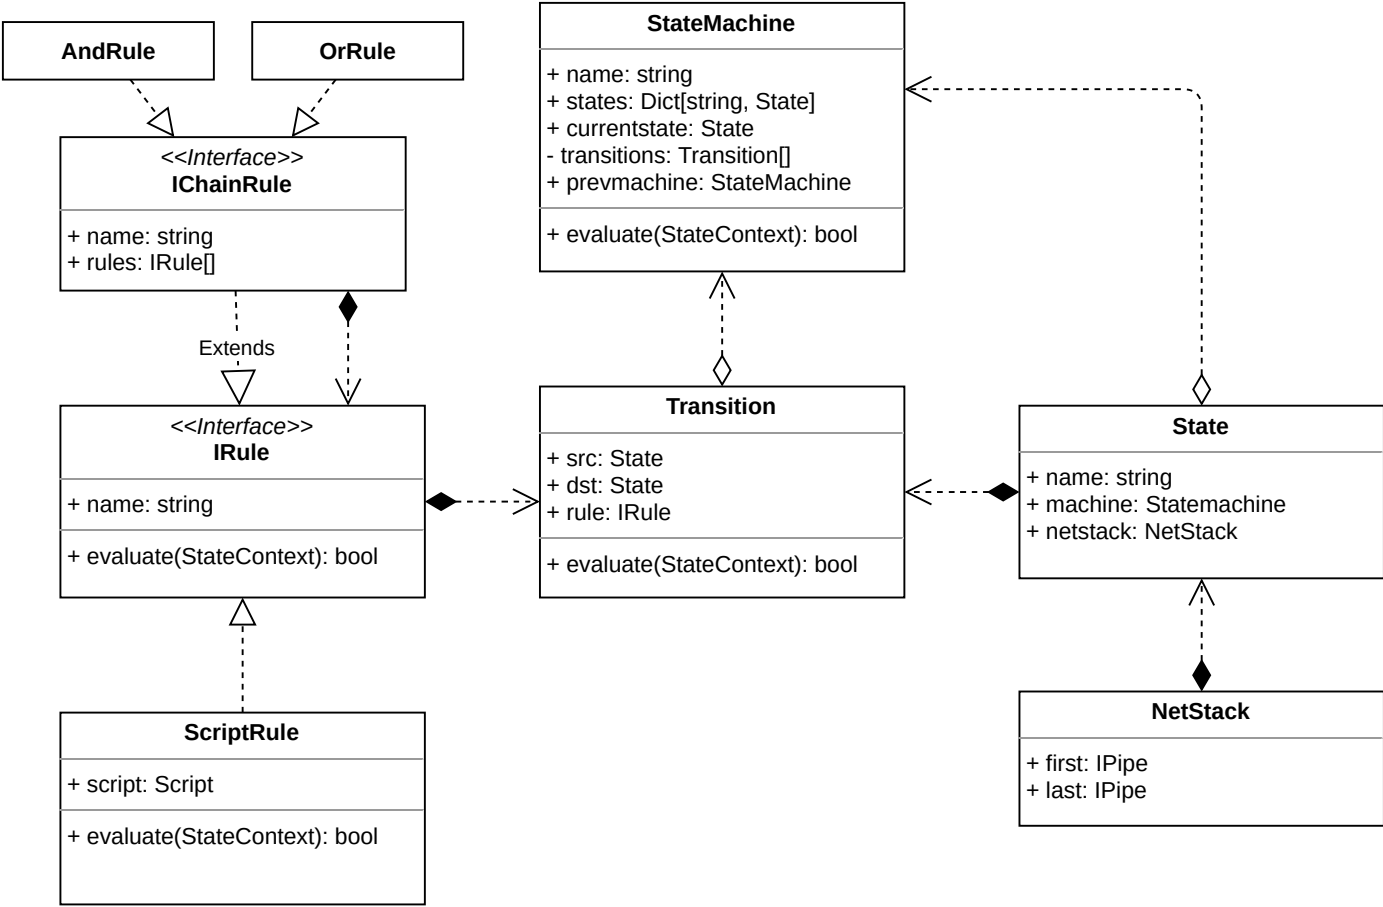 AndRule
OrRule
<<Interface>>
IChainRule
+ name: string
+ rules: IRule[]
Extends
<<Interface>>
IRule
+ name: string
+ evaluate(StateContext): bool
ScriptRule
+ script: Script
+ evaluate(StateContext): bool
StateMachine
+ name: string
+ states: Dict[string, State]
+ currentstate: State
- transitions: Transition[]
+ prevmachine: StateMachine
+ evaluate(StateContext): bool
Transition
+ src: State
+ dst: State
+ rule: IRule
+ evaluate(StateContext): bool
State
+ name: string
+ machine: Statemachine
+ netstack: NetStack
NetStack
+ first: IPipe
+ last: IPipe